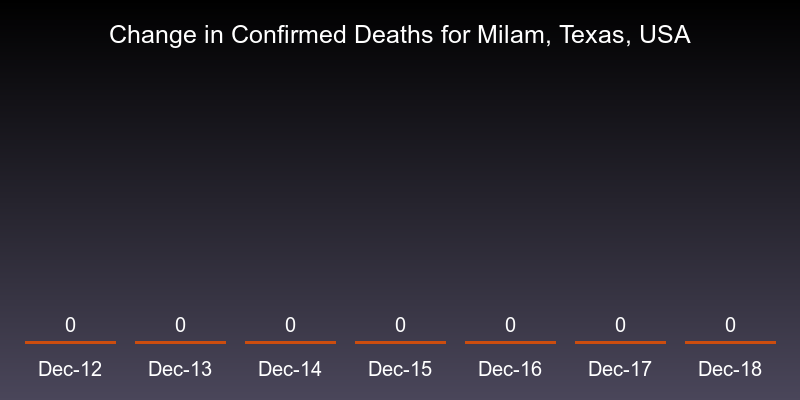 Change in Confirmed Deaths for Milam, Texas, USA
0 0 0 0 0 0 0
Dec-12 Dec-13 Dec-14 Dec-15 Dec-16 Dec-17 Dec-18